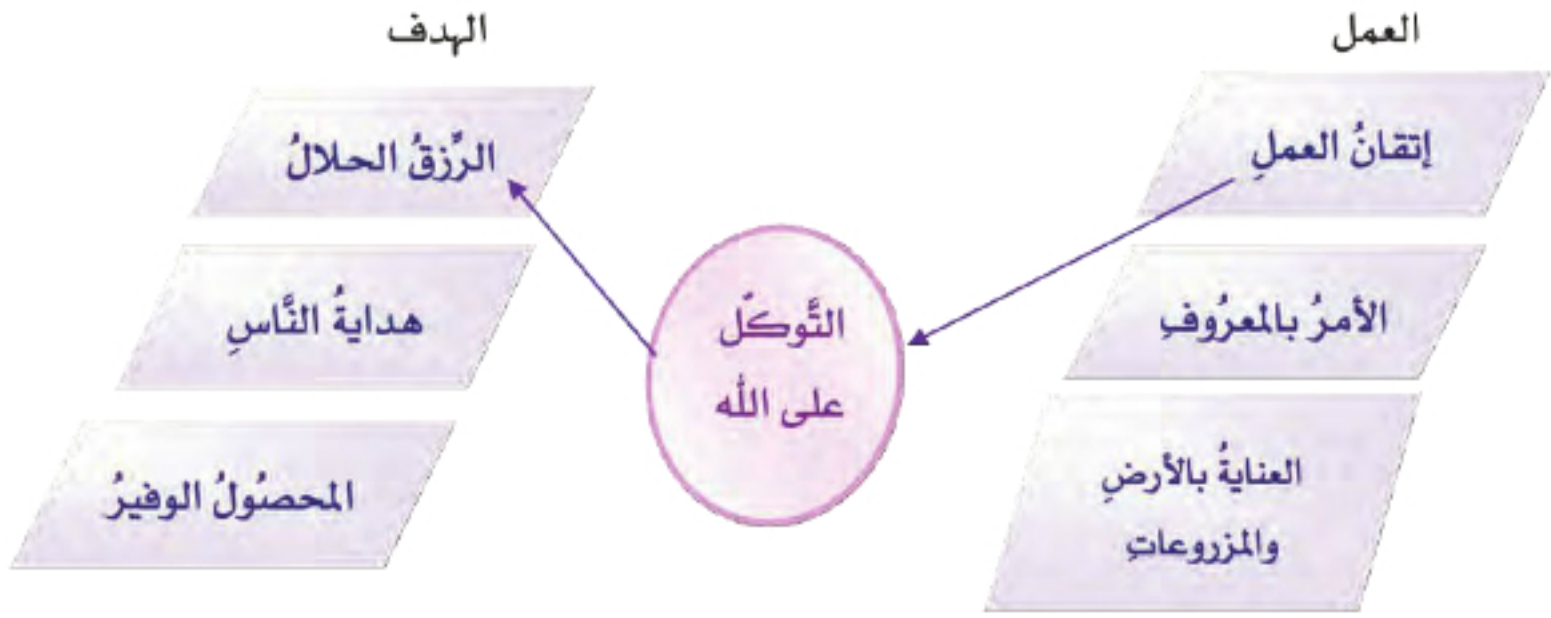 العمل
إتقانُ العملِ
الأمرُ بالمعرُوفِ
العنايةُ بالأرضِ
والمزروعاتِ
التَّوكّل
على الله
الهدف
الرِّزقُ الحلالُ
هدايةُ النَّاسِ
المحصُولُ الوفيرُ